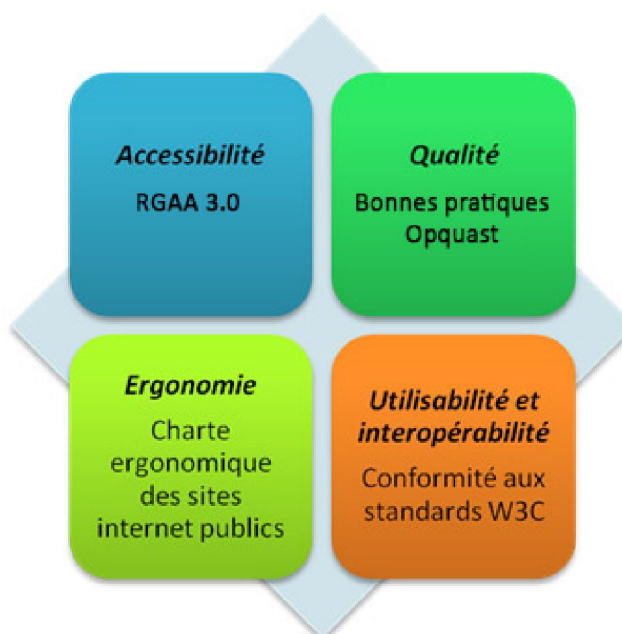 Accessibilité
RGAA 3.0
Qualité
Bonnes pratiques
Opquast
Ergonomie
Charte
ergonomique
des sites
internet publics
Utilisabilité et
interopérabilité
Conformité aux
standards W3C